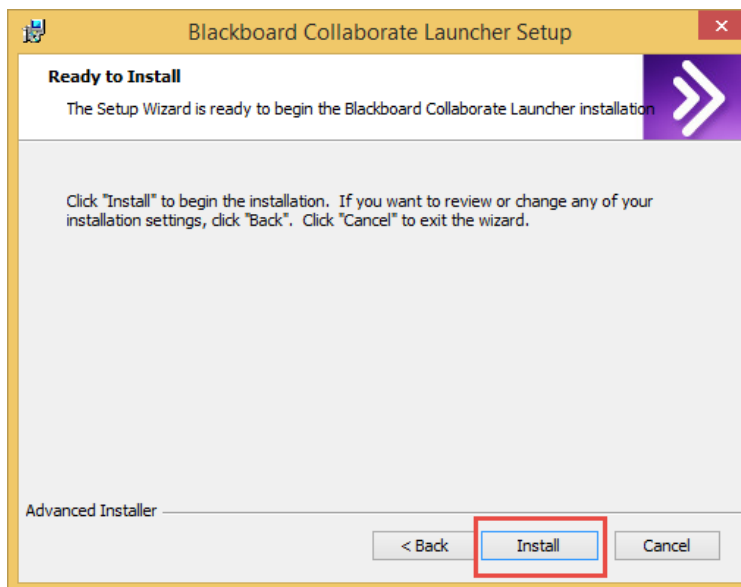 Blackboard Collaborate Launcher Setup
Ready to Install
The Setup Wizard is ready to begin the Blackboard Collaborate Launcher installation
Click "Install" to begin the installation. If you want to review or change any of your
installation settings, click "Back". Click "Cancel" to exit the wizard.
Advanced Installer
< Back Install Cancel